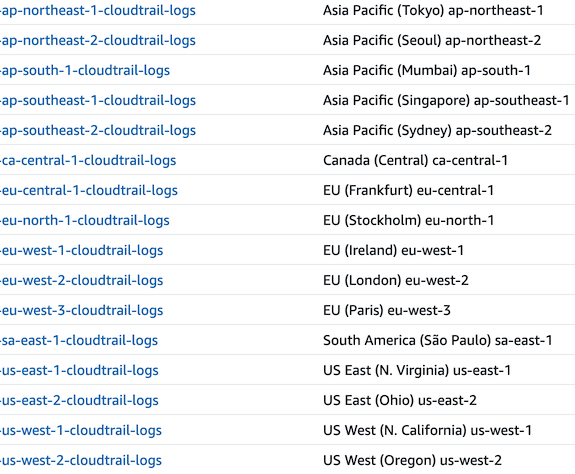 -ap-northeast-1-cloudtrail-logs Asia Pacific (Tokyo) ap-northeast-1
-ap-northeast-2-cloudtrail-logs Asia Pacific (Seoul) ap-northeast-2
-ap-south-1-cloudtrail-logs Asia Pacific (Mumbai) ap-south-1
-ap-southeast-1-cloudtrail-logs Asia Pacific (Singapore) ap-southeast-1
-ap-southeast-2-cloudtrail-logs Asia Pacific (Sydney) ap-southeast-2
-ca-central-1-cloudtrail-logs Canada (Central) ca-central-1
-eu-central-1-cloudtrail-logs EU (Frankfurt) eu-central-1
-eu-north-1-cloudtrail-logs EU (Stockholm) eu-north-1
-eu-west-1-cloudtrail-logs EU (Ireland) eu-west-1
-eu-west-2-cloudtrail-logs EU (London) eu-west-2
-eu-west-3-cloudtrail-logs EU (Paris) eu-west-3
-sa-east-1-cloudtrail-logs South America (São Paulo) sa-east-1
-us-east-1-cloudtrail-logs US East (N. Virginia) us-east-1
-us-east-2-cloudtrail-logs US East (Ohio) us-east-2
-us-west-1-cloudtrail-logs US West (N. California) us-west-1
-us-west-2-cloudtrail-logs US West (Oregon) us-west-2